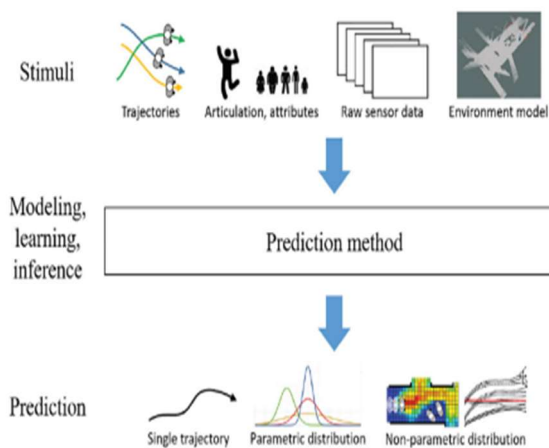 Stimuli
Trajectories
Articulation, attributes
Raw sensor data
Environment model
Modeling,
learning,
inference
Prediction method
Prediction
Single trajectory
Parametric distribution
Non-parametric distribution